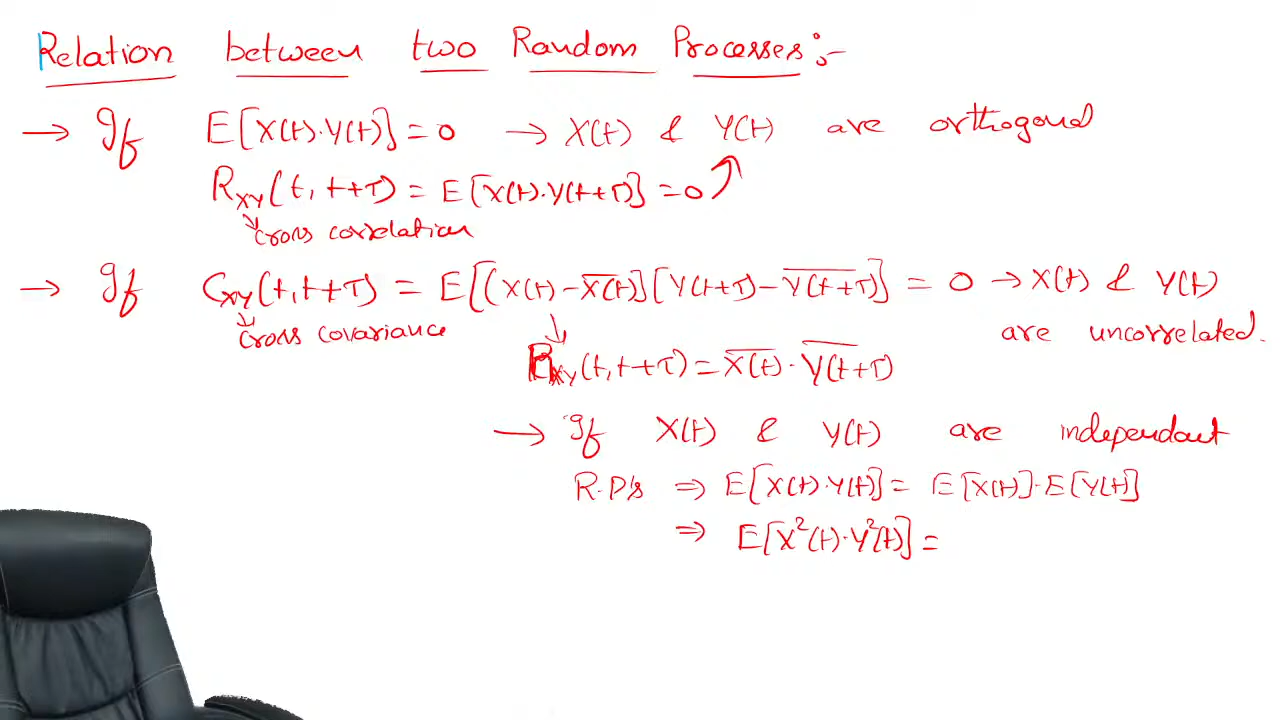 Relation between two Random Processes:-
→ If E[X(t)·Y(t)] = 0 → X(t) & Y(t) are orthogonal
R_XY(t, t+τ) = E[X(t)·Y(t+τ)] = 0
cross correlation
→ If C_XY(t, t+τ) = E[(X(t) - X̅(̅t̅)̅][Y(t+τ) - Y̅(̅t̅+̅τ̅)̅] = 0 → X(t) & Y(t)
cross covariance are uncorrelated.
R_XY(t, t+τ) = X̅(̅t̅)̅ · Y̅(̅t̅+̅τ̅)̅
→ If X(t) & Y(t) are independant
R.P's ⇒ E[X(t)·Y(t)] = E[X(t)]·E[Y(t)]
⇒ E[X²(t)·Y²(t)] =